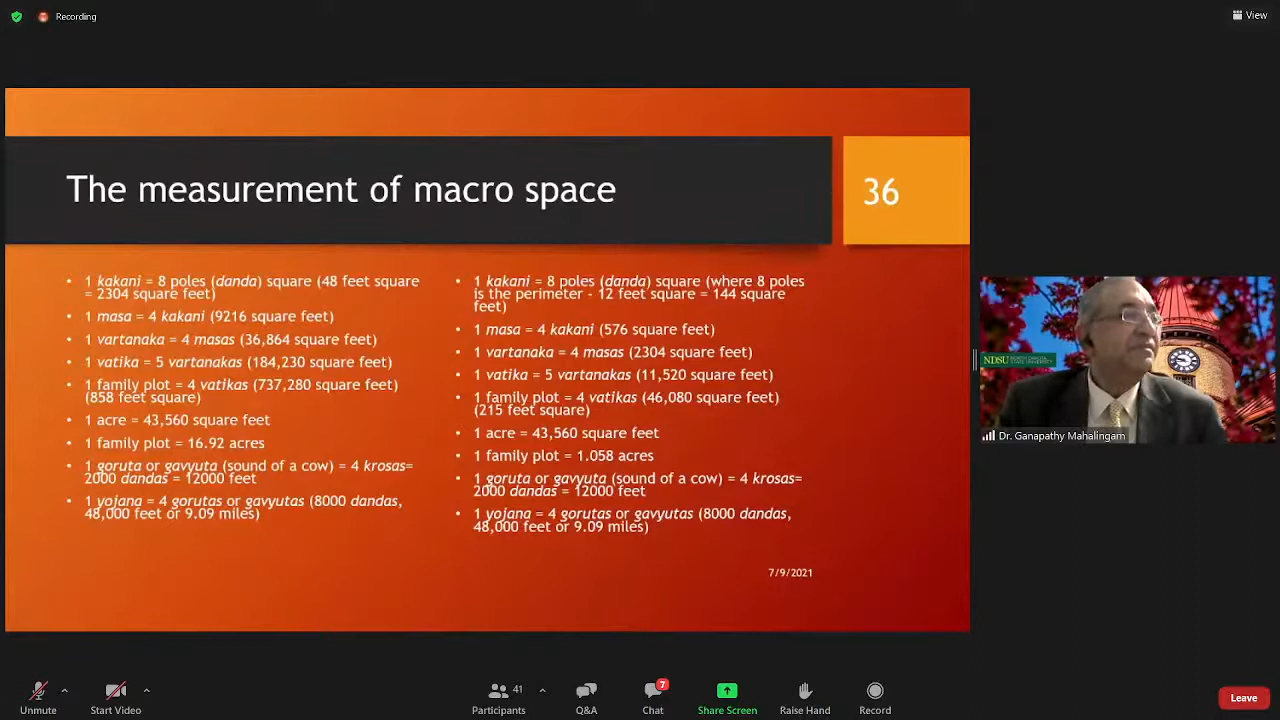 Recording
View
The measurement of macro space
36
• 1 kakani = 8 poles (danda) square (48 feet square
= 2304 square feet)
• 1 masa = 4 kakani (9216 square feet)
• 1 vartanaka = 4 masas (36,864 square feet)
• 1 vatika = 5 vartanakas (184,230 square feet)
• 1 family plot = 4 vatikas (737,280 square feet)
(858 feet square)
• 1 acre = 43,560 square feet
• 1 family plot = 16.92 acres
• 1 goruta or gavyuta (sound of a cow) = 4 krosas=
2000 dandas = 12000 feet
• 1 yojana = 4 gorutas or gavyutas (8000 dandas,
48,000 feet or 9.09 miles)
• 1 kakani = 8 poles (danda) square (where 8 poles
is the perimeter - 12 feet square = 144 square
feet)
• 1 masa = 4 kakani (576 square feet)
• 1 vartanaka = 4 masas (2304 square feet)
• 1 vatika = 5 vartanakas (11,520 square feet)
• 1 family plot = 4 vatikas (46,080 square feet)
(215 feet square)
• 1 acre = 43,560 square feet
• 1 family plot = 1.058 acres
• 1 goruta or gavyuta (sound of a cow) = 4 krosas=
2000 dandas = 12000 feet
• 1 yojana = 4 gorutas or gavyutas (8000 dandas,
48,000 feet or 9.09 miles)
7/9/2021
NDSU
Dr. Ganapathy Mahalingam
Unmute
Start Video
41
Participants
Q&A
7
Chat
Share Screen
Raise Hand
Record
Leave